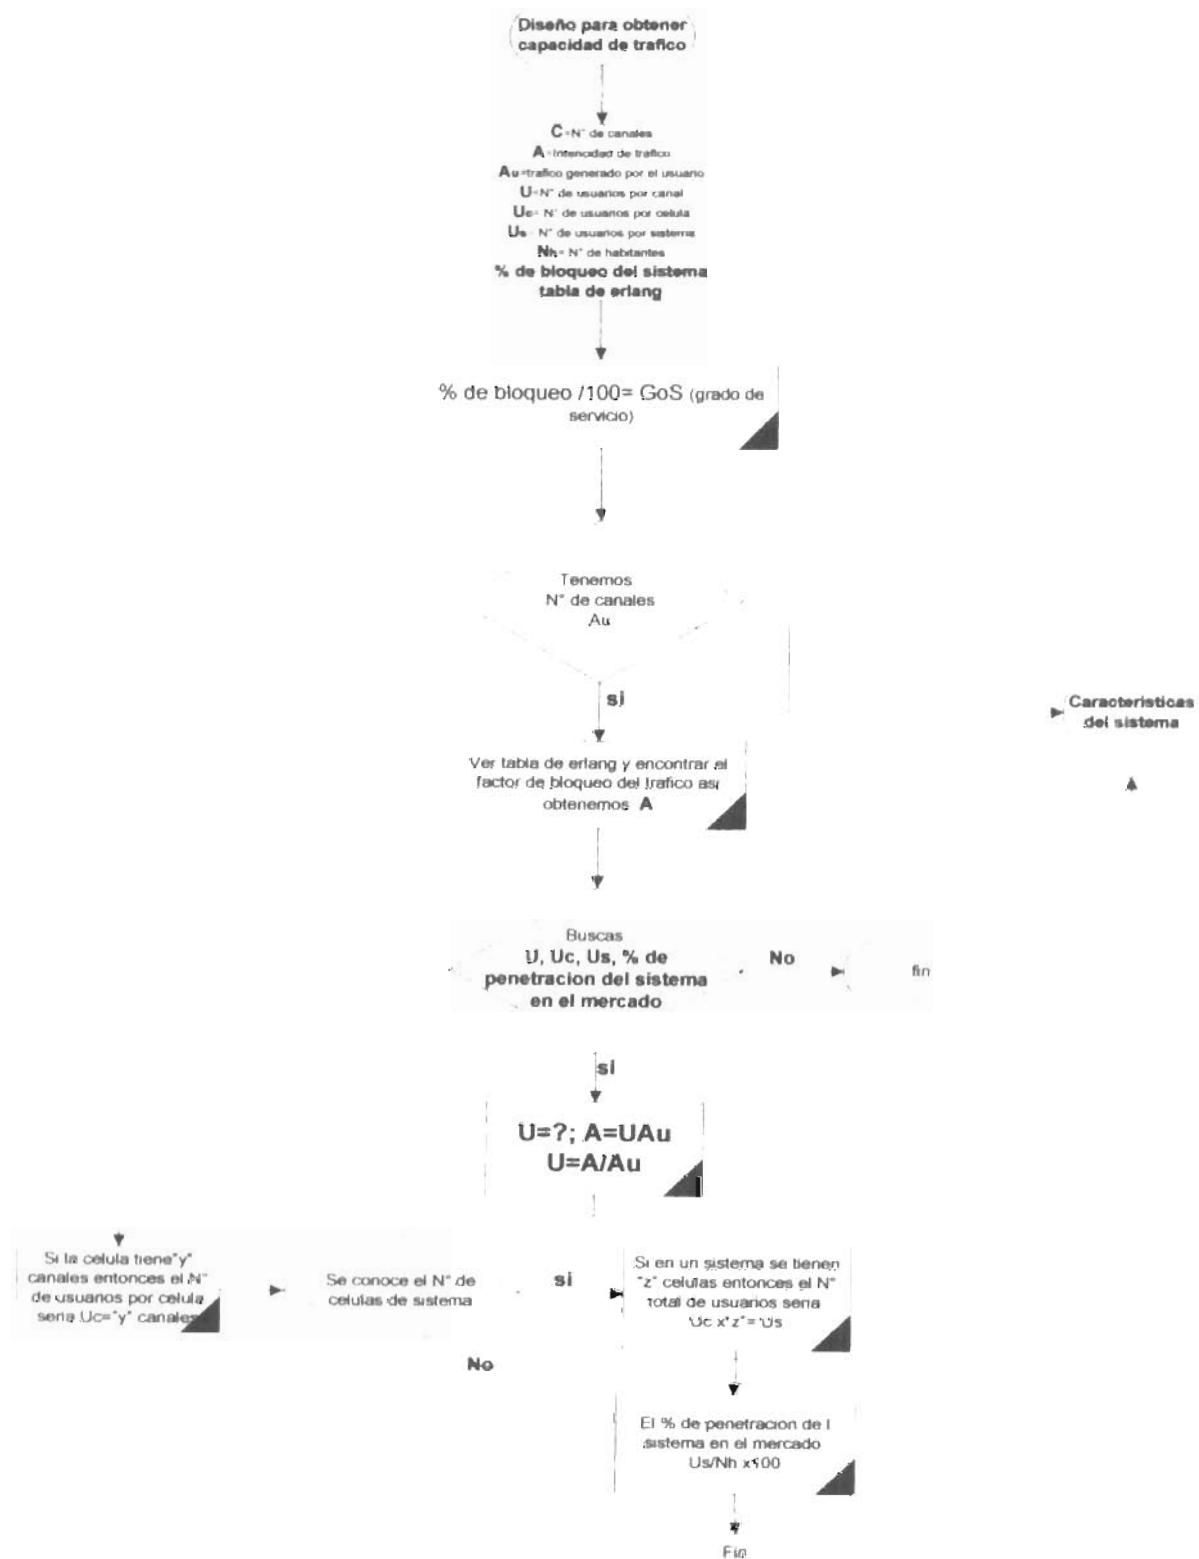 Diseño para obtener
capacidad de trafico
C=N° de canales
A=Intencidad de trafico
Au=trafico generado por el usuario
U=N° de usuarios por canal
Uc= N° de usuarios por celula
Us= N° de usuarios por sistema
Nh= N° de habitantes
% de bloqueo del sistema
tabla de erlang
% de bloqueo /100= GoS (grado de
servicio)
Tenemos
N° de canales
Au
si
Caracteristicas
del sistema
Ver tabla de erlang y encontrar el
factor de bloqueo del trafico asi
obtenemos A
Buscas
U, Uc, Us, % de
penetracion del sistema
en el mercado
No
fin
si
U=?; A=UAu
U=A/Au
Si la celula tiene"y"
canales entonces el N°
de usuarios por celula
seria Uc="y" canales
Se conoce el N° de
celulas de sistema
si
No
Si en un sistema se tienen
"z" celulas entonces el N°
total de usuarios seria
Uc x"z"= Us
El % de penetracion de l
sistema en el mercado
Us/Nh x100
Fin